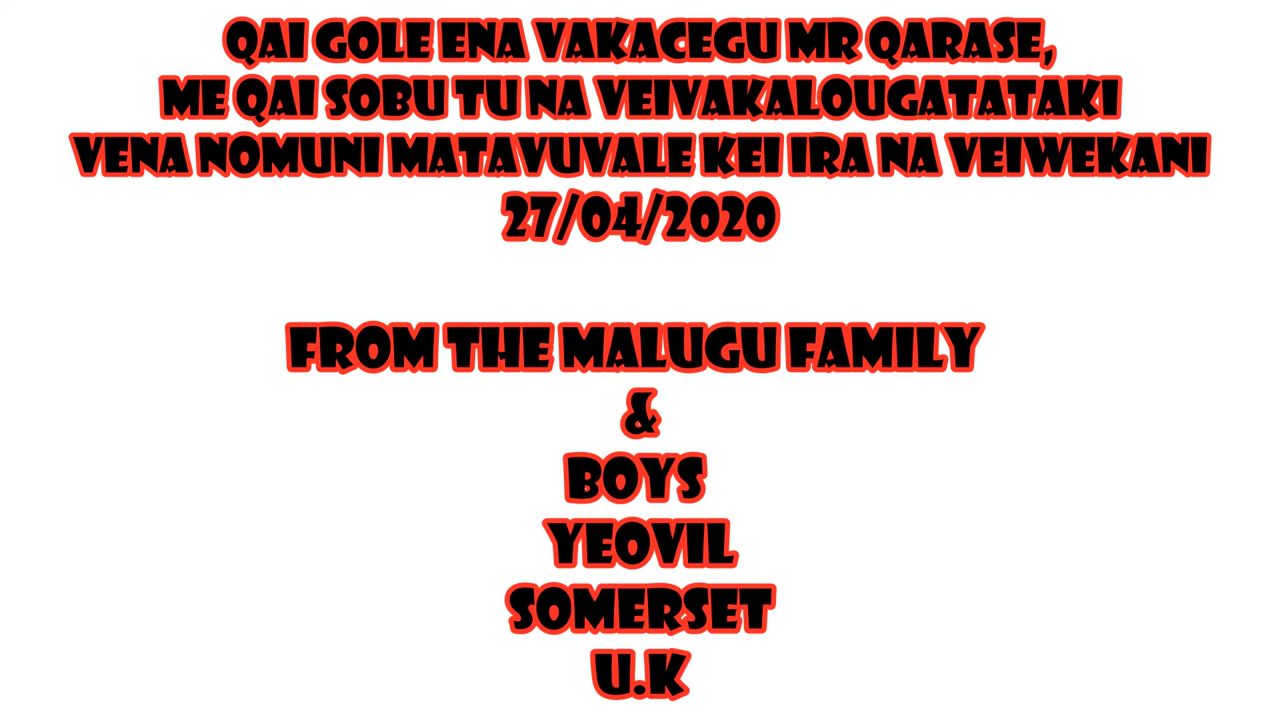 QAI GOLE ENA VAKACEGU MR QARASE,
ME QAI SOBU TU NA VEIVAKALOUGATATAKI
VENA NOMUNI MATAVUVALE KEI IRA NA VEIWEKANI
27/04/2020
FROM THE MALUGU FAMILY
&
BOYS
YEOVIL
SOMERSET
U.K